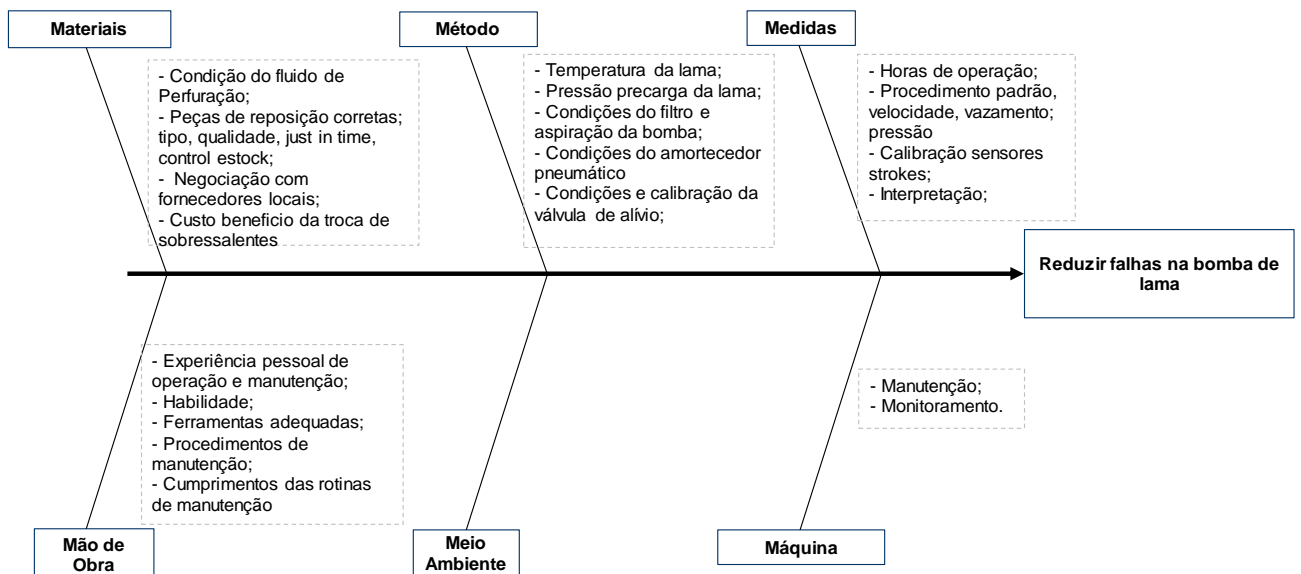 Materiais
Método
Medidas
- Condição do fluido de
Perfuração;
- Peças de reposição corretas;
tipo, qualidade, just in time,
control estock;
- Negociação com
fornecedores locais;
- Custo beneficio da troca de
sobressalentes
- Temperatura da lama;
- Pressão precarga da lama;
- Condições do filtro e
aspiração da bomba;
- Condições do amortecedor
pneumático
- Condições e calibração da
válvula de alívio;
- Horas de operação;
- Procedimento padrão,
velocidade, vazamento;
pressão
- Calibração sensores
strokes;
- Interpretação;
Reduzir falhas na bomba de
lama
- Experiência pessoal de
operação e manutenção;
- Habilidade;
- Ferramentas adequadas;
- Procedimentos de
manutenção;
- Cumprimentos das rotinas
de manutenção
- Manutenção;
- Monitoramento.
Mão de
Obra
Meio
Ambiente
Máquina